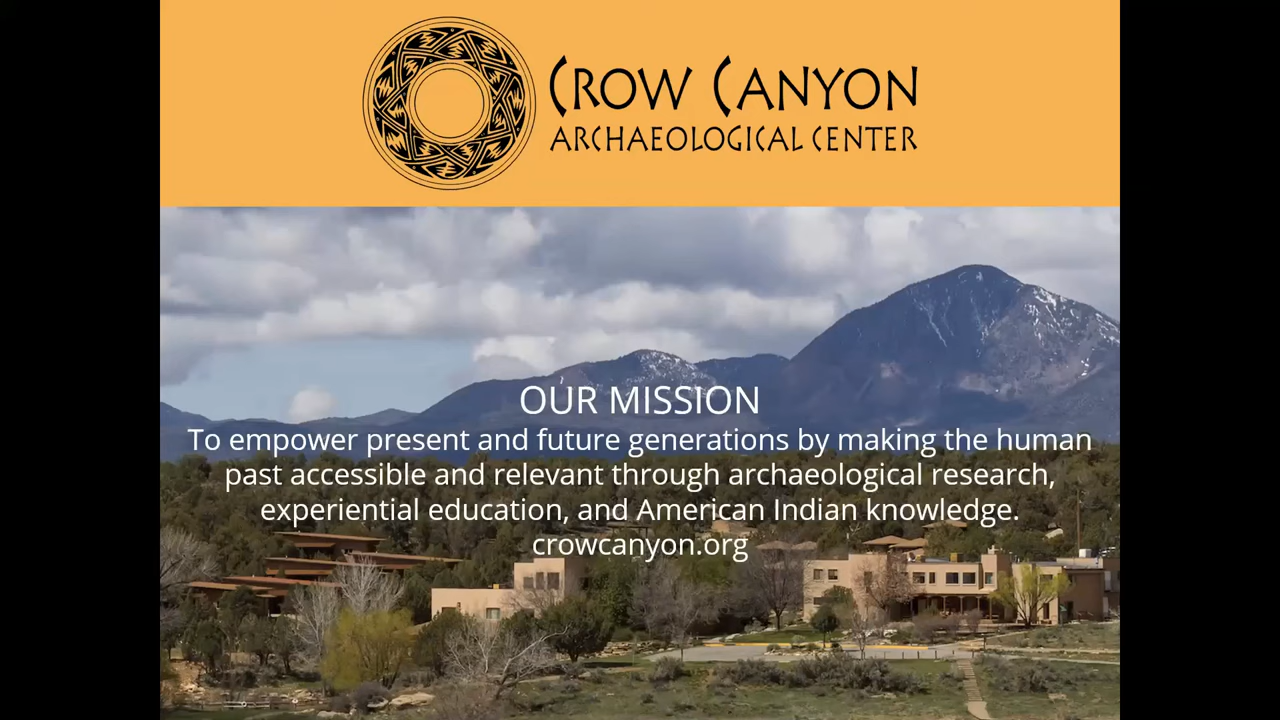 CROW CANYON
ARCHAEOLOGICAL CENTER
OUR MISSION
To empower present and future generations by making the human
past accessible and relevant through archaeological research,
experiential education, and American Indian knowledge.
crowcanyon.org